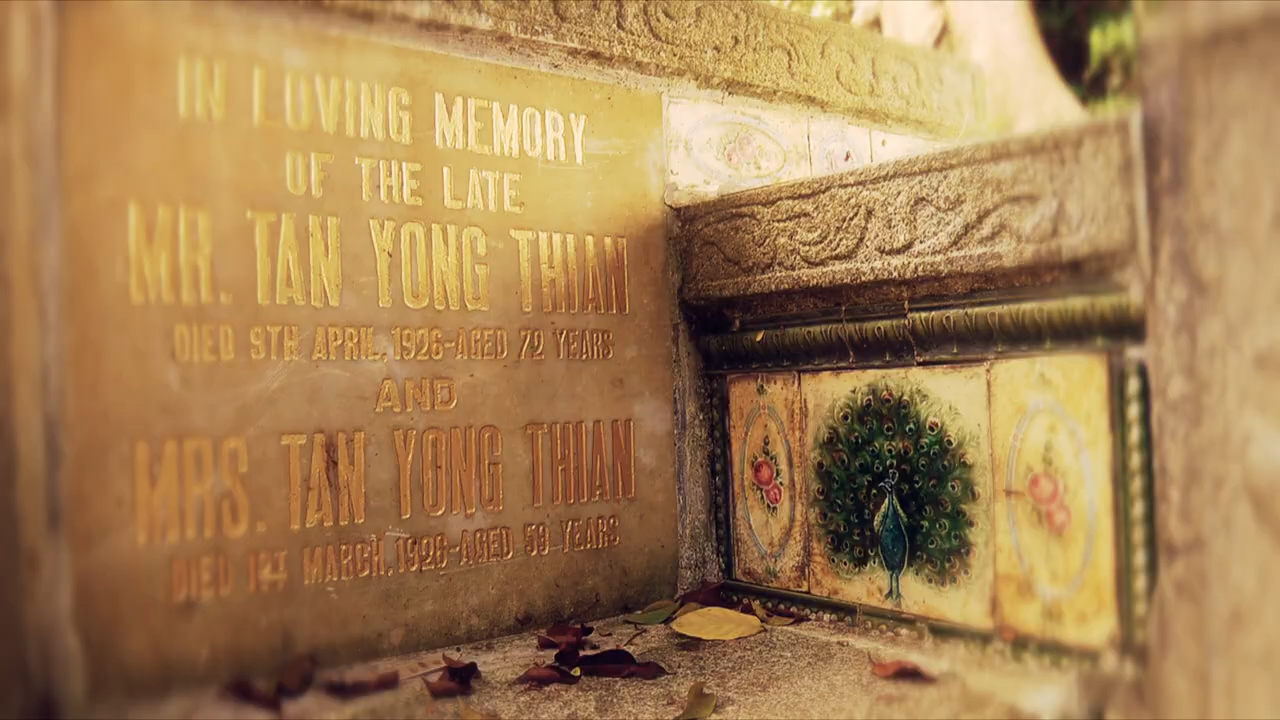 IN LOVING MEMORY
OF THE LATE
MR. TAN YONG THIAN
DIED 9TH APRIL, 1926-AGED 72 YEARS
AND
MRS. TAN YONG THIAN
DIED 1ST MARCH, 1926-AGED 59 YEARS